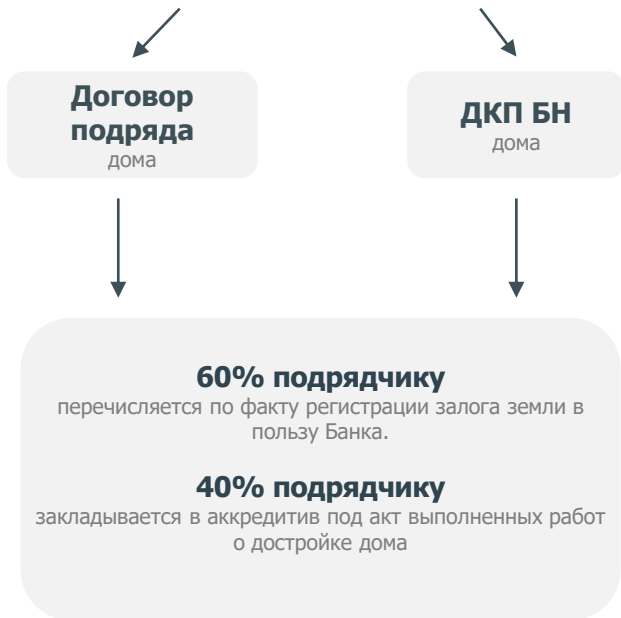 Договор
подряда
дома
ДКП БН
дома
60% подрядчику
перечисляется по факту регистрации залога земли в
пользу Банка.
40% подрядчику
закладывается в аккредитив под акт выполненных работ
о достройке дома